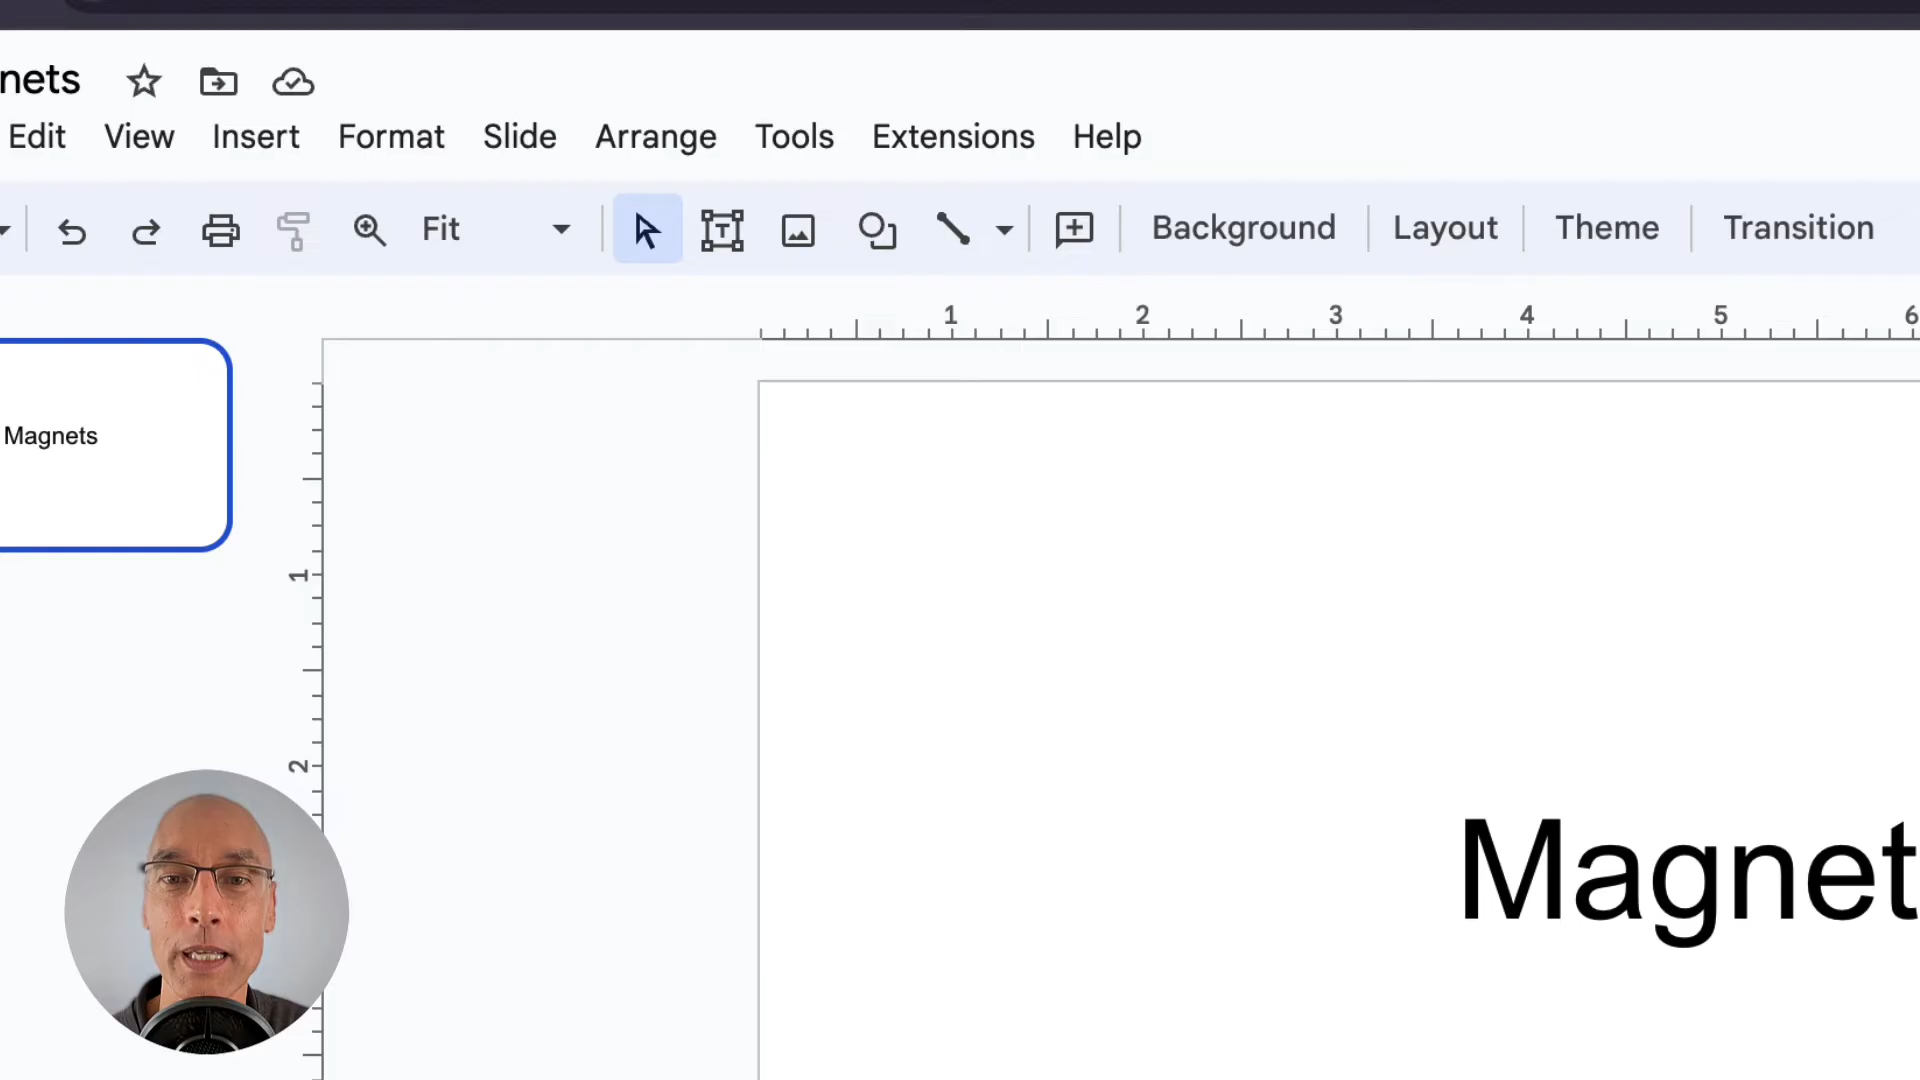 nets
Edit View Insert Format Slide Arrange Tools Extensions Help
Fit Background Layout Theme Transition
1 2 3 4 5 6
Magnets
1
2
Magnet